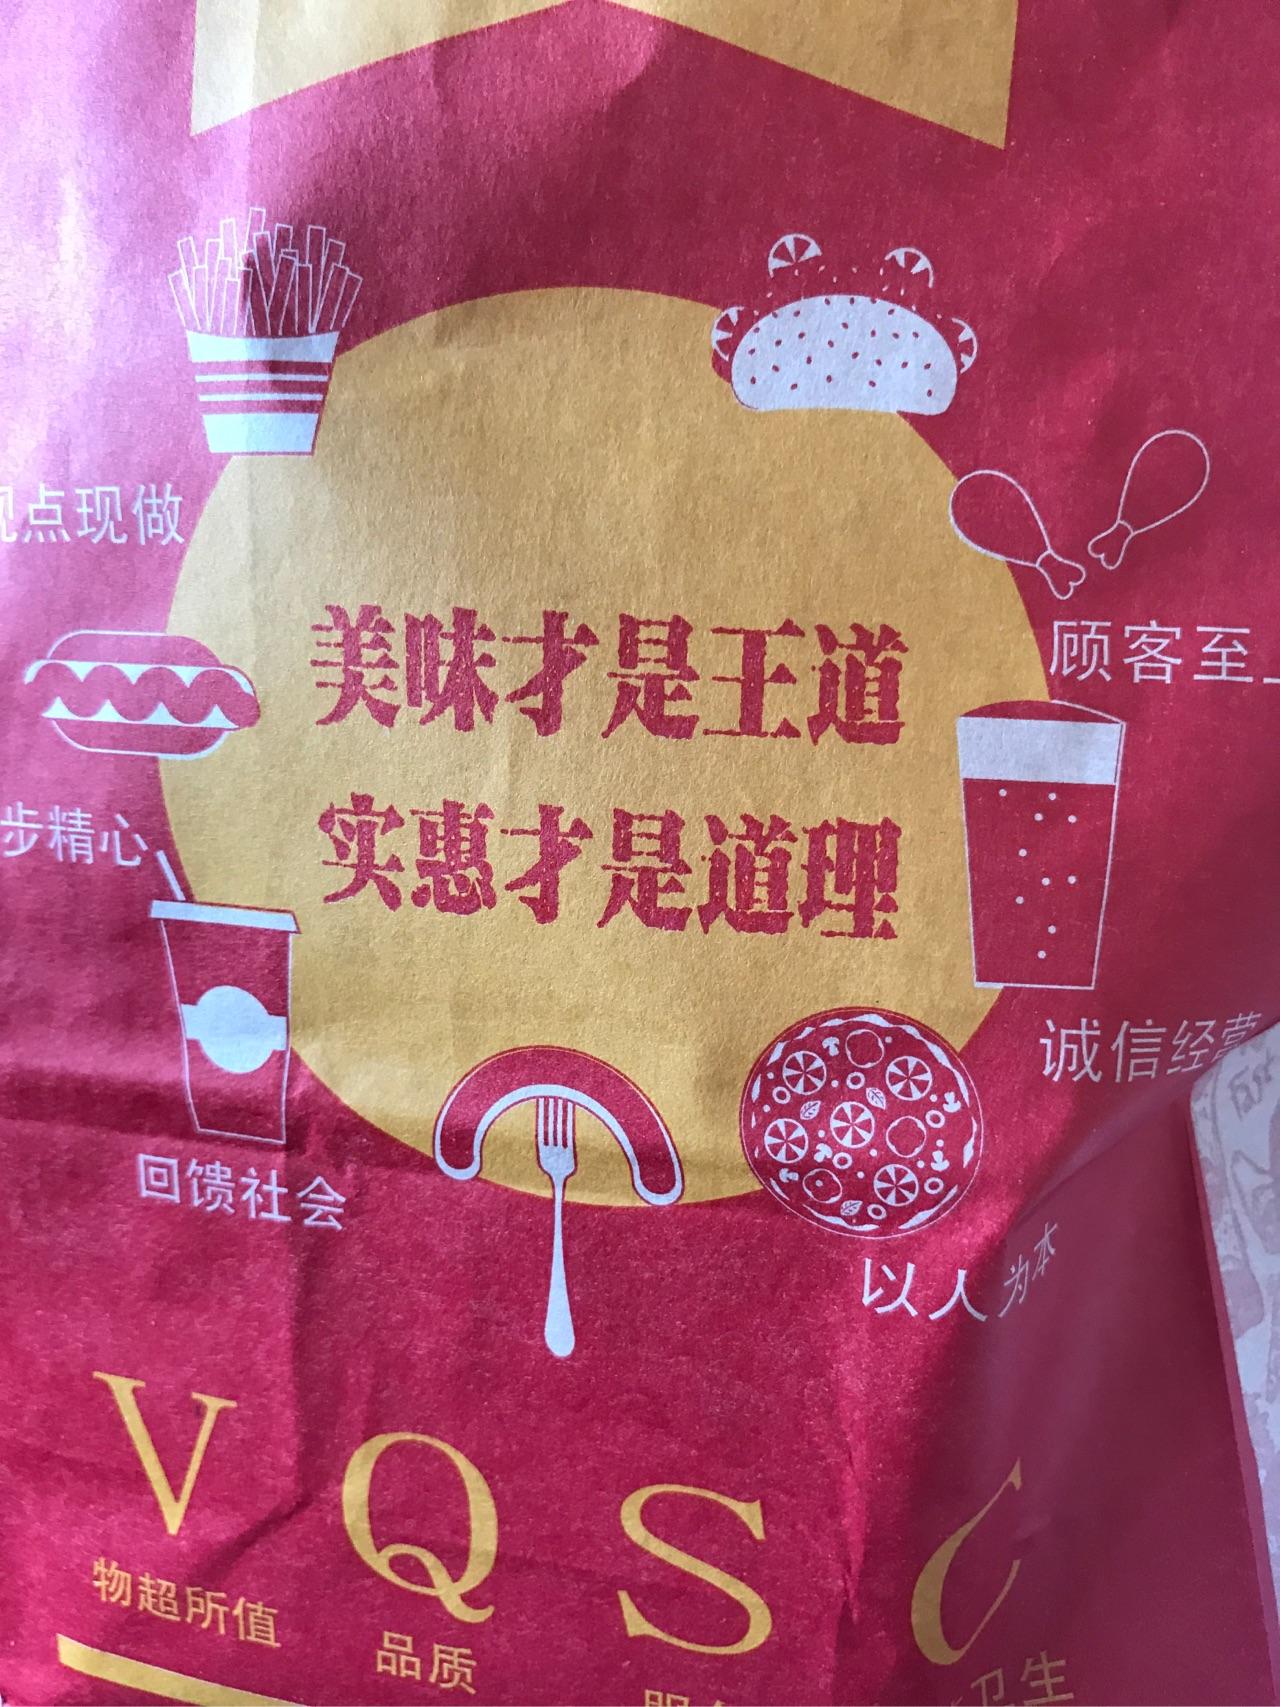 点现做
顾客至
美味才是王道
实惠才是道理
步精心
诚信经营
回馈社会
以人为本
V Q S C
物超所值
品质
卫生